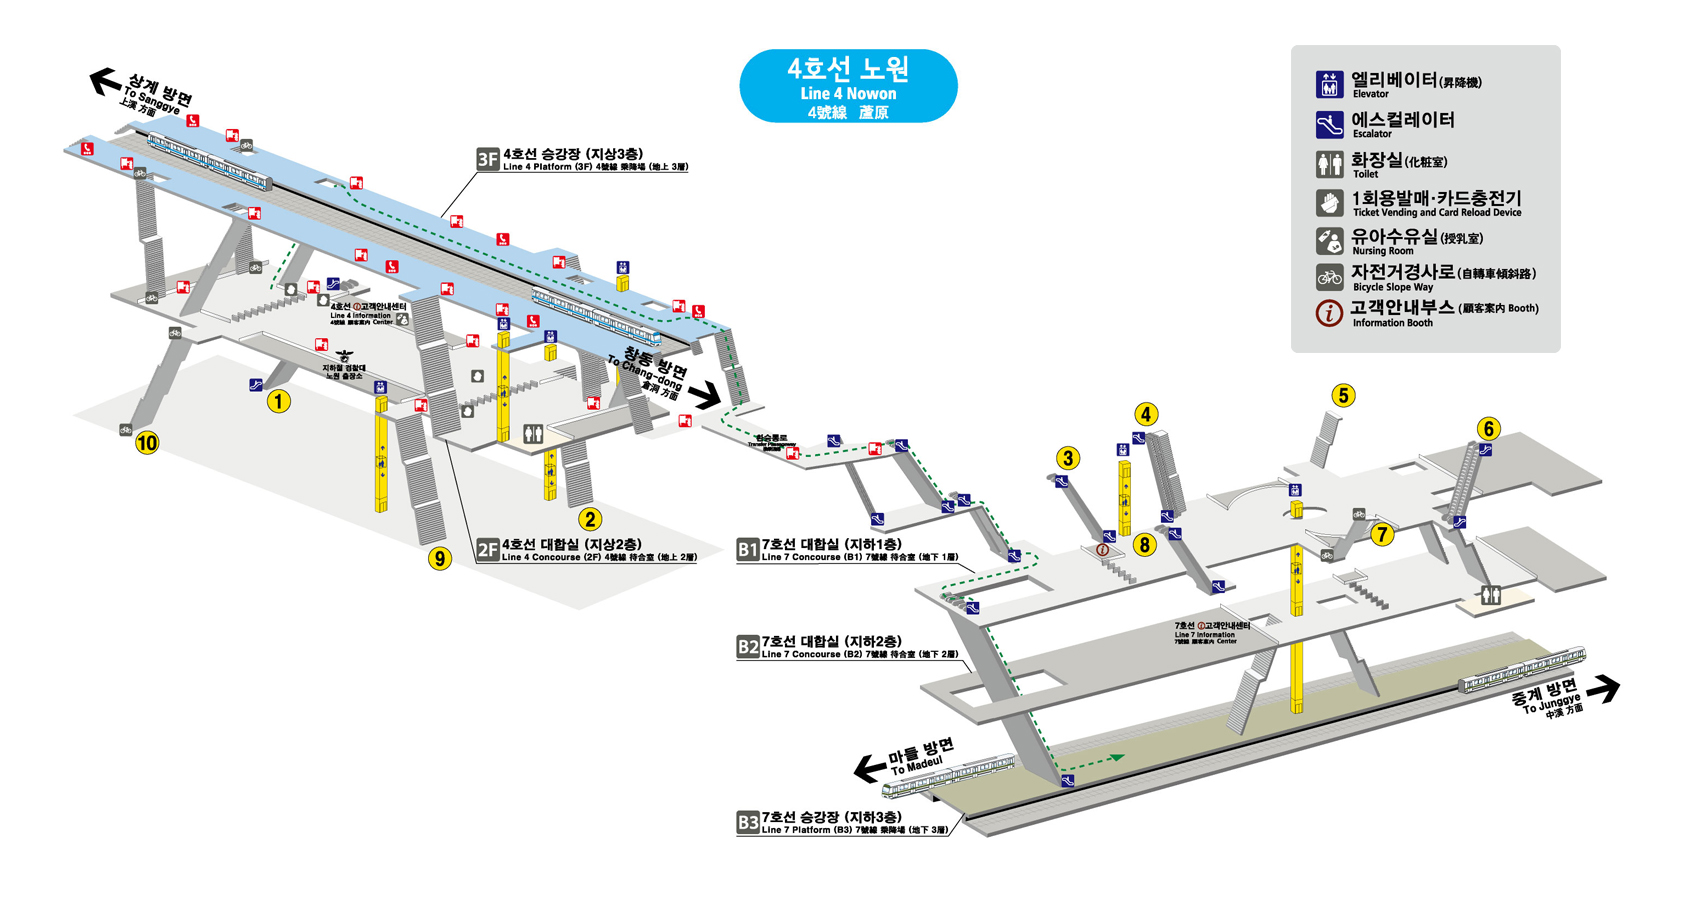 4호선 노원
Line 4 Nowon
4號線 蘆原
상계 방면
To Sanggye
上溪 方面
3F 4호선 승강장 (지상3층)
Line 4 Platform (3F) 4號線 乘降場 (地上 3層)
엘리베이터(昇降機)
Elevator
에스컬레이터
Escalator
화장실(化粧室)
Toilet
1회용발매·카드충전기
Ticket Vending and Card Reload Device
유아수유실(授乳室)
Nursing Room
자전거경사로(自轉車傾斜路)
Bicycle Slope Way
고객안내부스(顧客案內 Booth)
Information Booth
4호선 i고객안내센터
Line 4 Information
4號線 顧客案內 Center
지하철 경찰대
노원 출장소
창동 방면
To Chang-dong
倉洞 方面
환승통로
Transfer Passageway
1
10
9
2
3
4
5
6
7
8
2F 4호선 대합실 (지상2층)
Line 4 Concourse (2F) 4號線 待合室 (地上 2層)
B1 7호선 대합실 (지하1층)
Line 7 Concourse (B1) 7號線 待合室 (地下 1層)
B2 7호선 대합실 (지하2층)
Line 7 Concourse (B2) 7號線 待合室 (地下 2層)
7호선 i고객안내센터
Line 7 Information
7號線 顧客案內 Center
중계 방면
To Junggye
中溪 方面
마들 방면
To Madeul
B3 7호선 승강장 (지하3층)
Line 7 Platform (B3) 7號線 乘降場 (地下 3層)